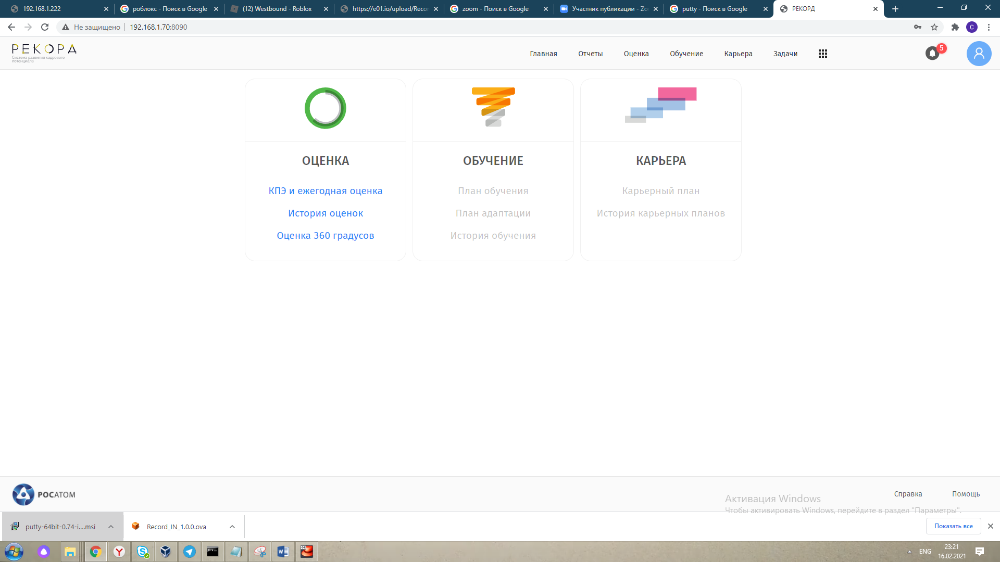 192.168.1.222
роблокс - Поиск в Google
(12) Westbound - Roblox
https://e01.io/upload/Recor
zoom - Поиск в Google
Участник публикации - Zo
putty - Поиск в Google
РЕКОРД
Не защищено
192.168.1.70:8090
C
РЕКОРД
Система развития кадрового
потенциала
Главная
Отчеты
Оценка
Обучение
Карьера
Задачи
5
ОЦЕНКА
КПЭ и ежегодная оценка
История оценок
Оценка 360 градусов
ОБУЧЕНИЕ
План обучения
План адаптации
История обучения
КАРЬЕРА
Карьерный план
История карьерных планов
РОСАТОМ
Справка
Помощь
Активация Windows
Чтобы активировать Windows, перейдите в раздел "Параметры".
putty-64bit-0.74-i....msi
Record_IN_1.0.0.ova
Показать все
ENG
23:21
16.02.2021